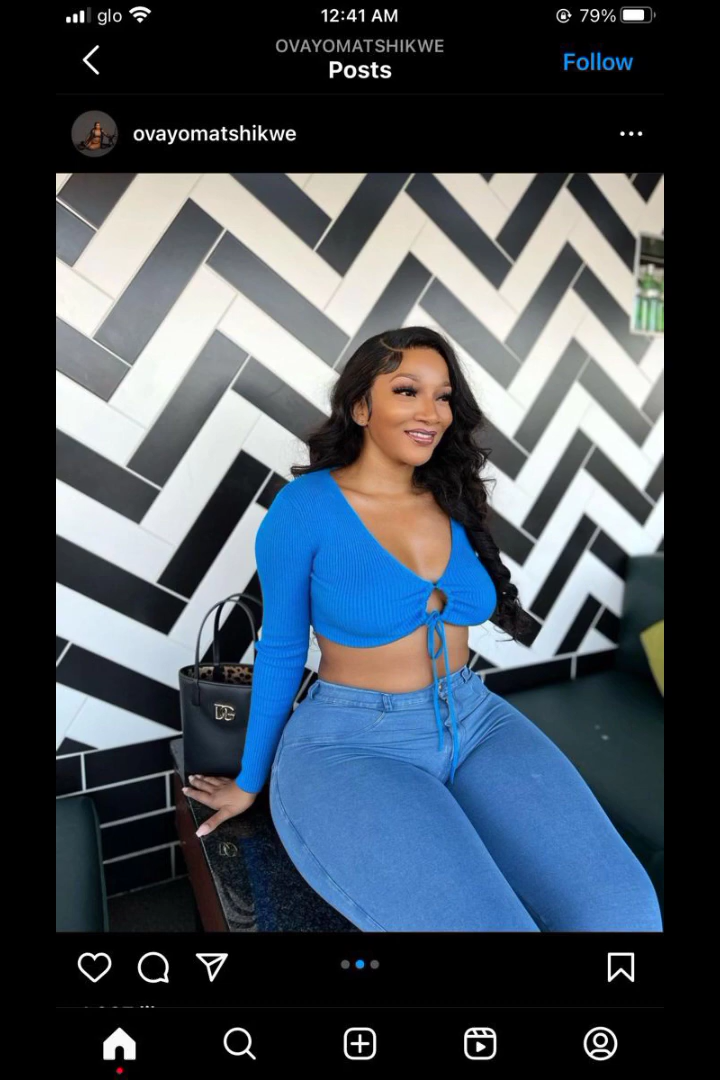 glo 12:41 AM 79%
OVAYOMATSHIKWE
Posts
Follow
ovayomatshikwe
DG